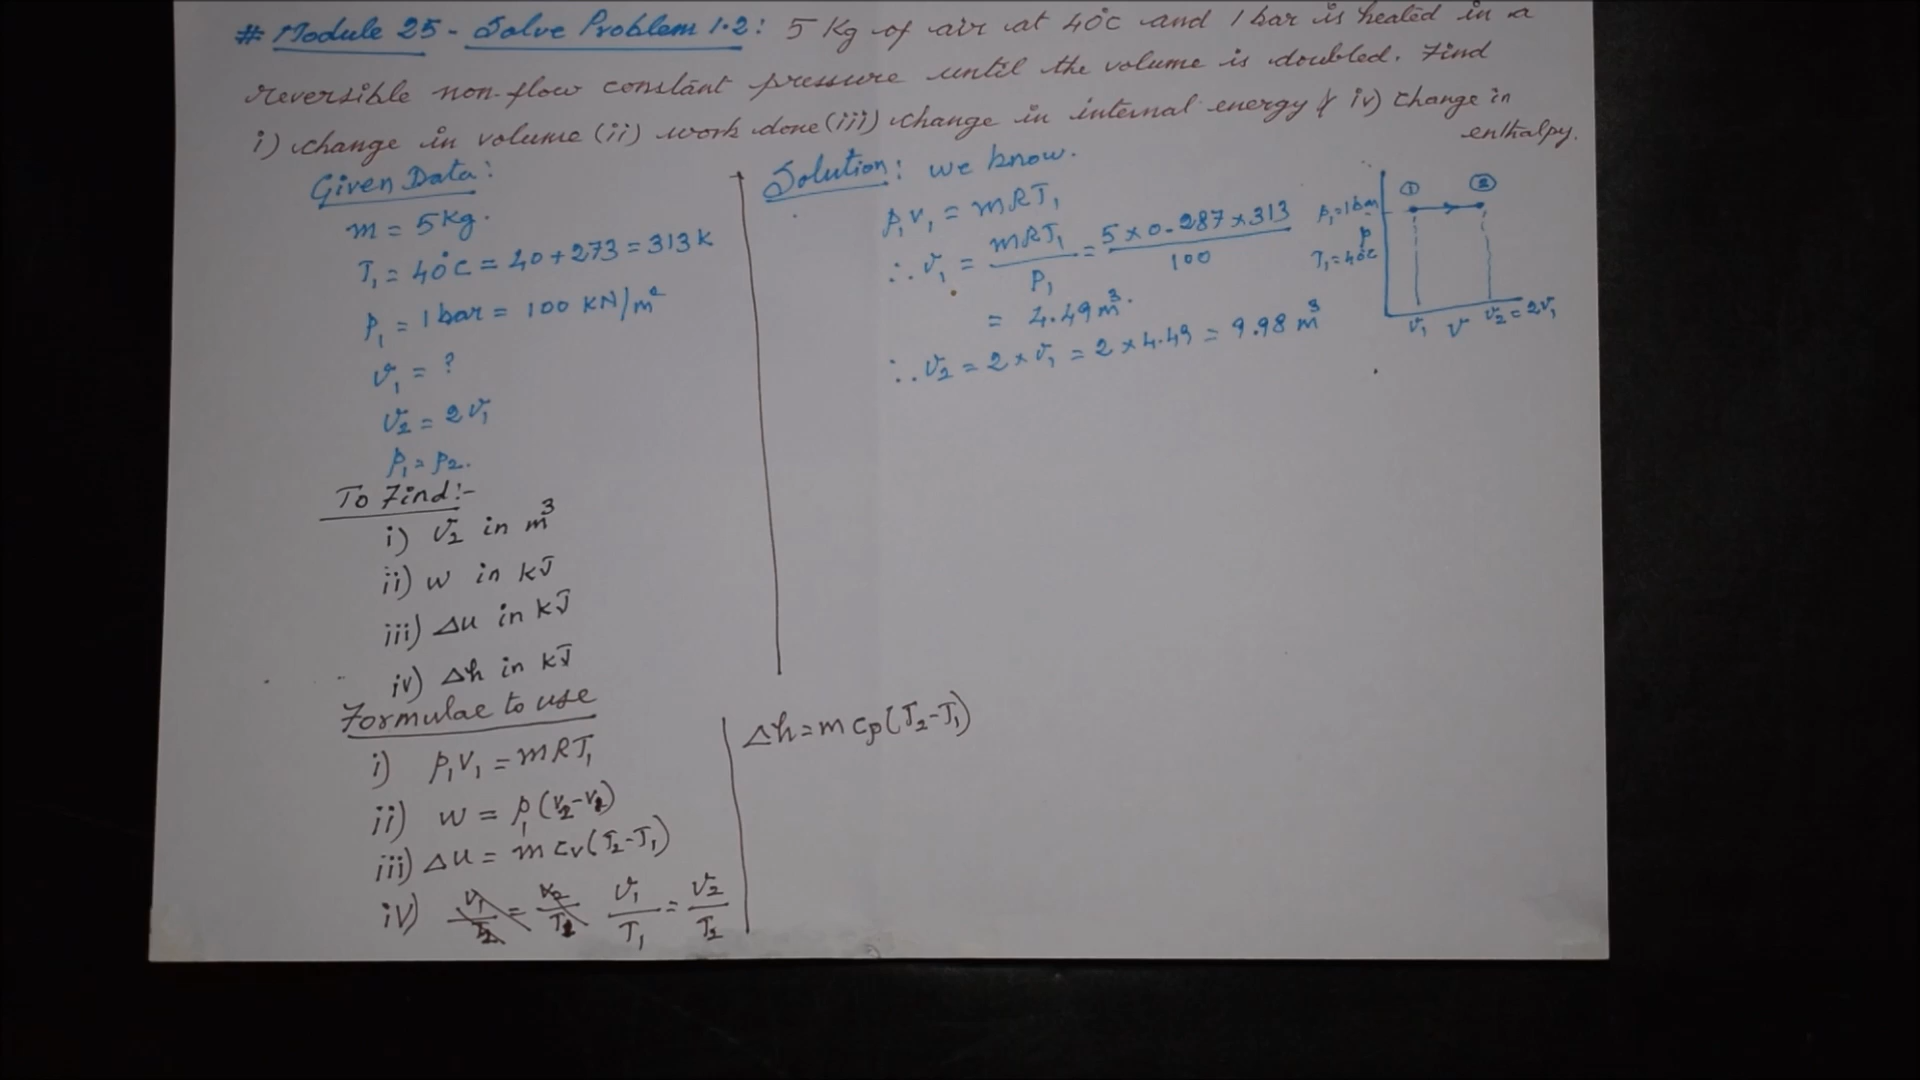 # Module 25 - Solve Problem 1.2: 5 Kg of air at 40°c and 1 bar is heated in a
reversible non-flow constant pressure until the volume is doubled. Find
i) change in volume (ii) work done (iii) change in internal energy & iv) change in
enthalpy.
Given Data:
m = 5 Kg.
T₁ = 40°C = 40 + 273 = 313 K
P₁ = 1 bar = 100 KN/m²
V₁ = ?
V₂ = 2V₁
P₁ = P₂.
To Find:-
i) V₂ in m³
ii) W in kJ
iii) Δu in kJ
iv) Δh in kJ
Formulae to use
i) P₁V₁ = mRT₁
ii) W = P₁(V₂-V₁)
iii) Δu = m Cv(T₂-T₁)
iv) V₁/T₁ = V₂/T₂
Δh = m Cp(T₂-T₁)
Solution: we know.
P₁V₁ = mRT₁
∴ V₁ = mRT₁/P₁ = 5 x 0.287 x 313/100
= 4.49 m³.
∴ V₂ = 2 x V₁ = 2 x 4.49 = 9.98 m³
① ②
P₁=1bar
P
T₁=40°c
V₁ V V₂=2V₁